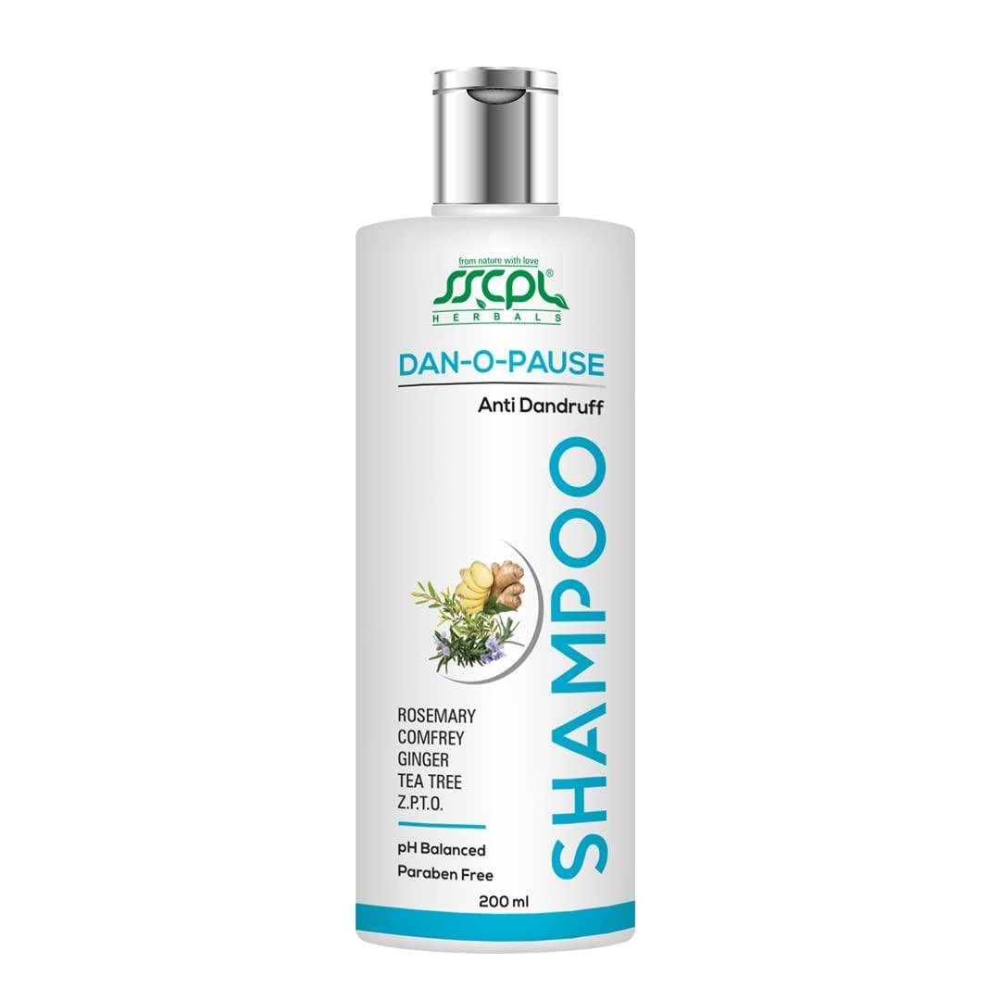 from nature with love
SSCPL®
HERBALS
DAN-O-PAUSE
Anti Dandruff
SHAMPOO
ROSEMARY
COMFREY
GINGER
TEA TREE
Z.P.T.O.
pH Balanced
Paraben Free
200 ml